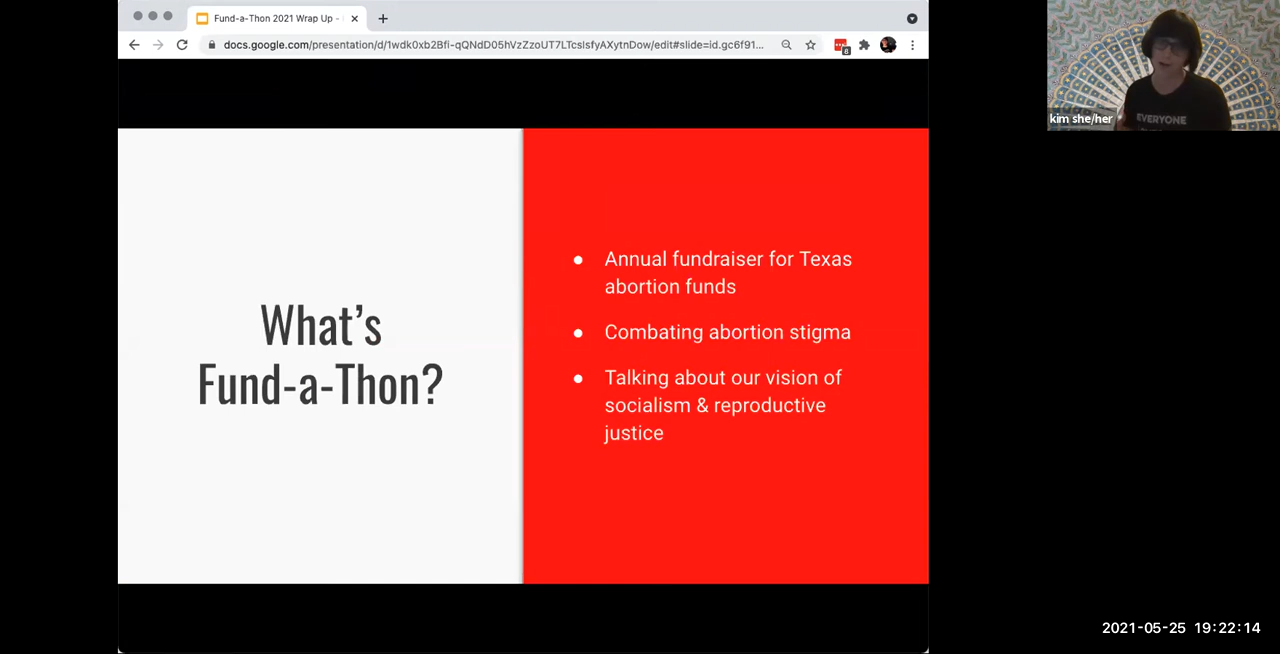 Fund-a-Thon 2021 Wrap Up -
docs.google.com/presentation/d/1wdk0xb2Bfi-qQNdD05hVzZzoUT7LTcslsfyAXytnDow/edit#slide=id.gc6f91...
8
kim she/her
EVERYONE
What's
Fund-a-Thon?
● Annual fundraiser for Texas
abortion funds
● Combating abortion stigma
● Talking about our vision of
socialism & reproductive
justice
2021-05-25 19:22:14